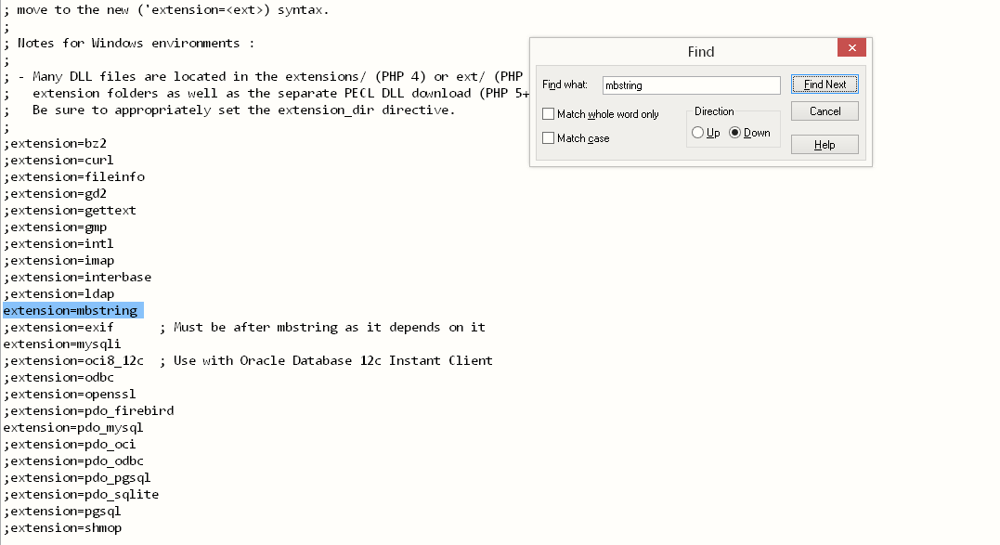 ; move to the new ('extension=<ext>) syntax.
;
; Notes for Windows environments :
;
; - Many DLL files are located in the extensions/ (PHP 4) or ext/ (PHP
;   extension folders as well as the separate PECL DLL download (PHP 5+
;   Be sure to appropriately set the extension_dir directive.
;
;extension=bz2
;extension=curl
;extension=fileinfo
;extension=gd2
;extension=gettext
;extension=gmp
;extension=intl
;extension=imap
;extension=interbase
;extension=ldap
extension=mbstring
;extension=exif      ; Must be after mbstring as it depends on it
extension=mysqli
;extension=oci8_12c  ; Use with Oracle Database 12c Instant Client
;extension=odbc
;extension=openssl
;extension=pdo_firebird
extension=pdo_mysql
;extension=pdo_oci
;extension=pdo_odbc
;extension=pdo_pgsql
;extension=pdo_sqlite
;extension=pgsql
;extension=shmop
Find
Find what: mbstring
Find Next
Match whole word only
Direction
Cancel
Match case
Up Down
Help